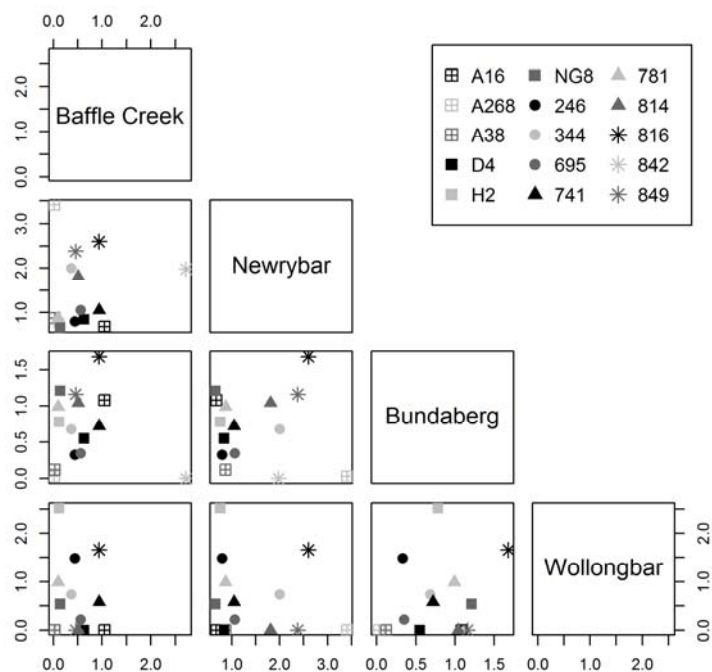 0.0 1.0 2.0
0.0 1.0 2.0
Baffle Creek
A16 NG8 781
A268 246 814
A38 344 816
D4 695 842
H2 741 849
1.0 2.0 3.0
Newrybar
0.0 0.5 1.0 1.5
Bundaberg
0.0 1.0 2.0
Wollongbar
0.0 1.0 2.0
0.0 1.0 2.0
1.0 2.0 3.0
0.0 0.5 1.0 1.5
0.0 1.0 2.0